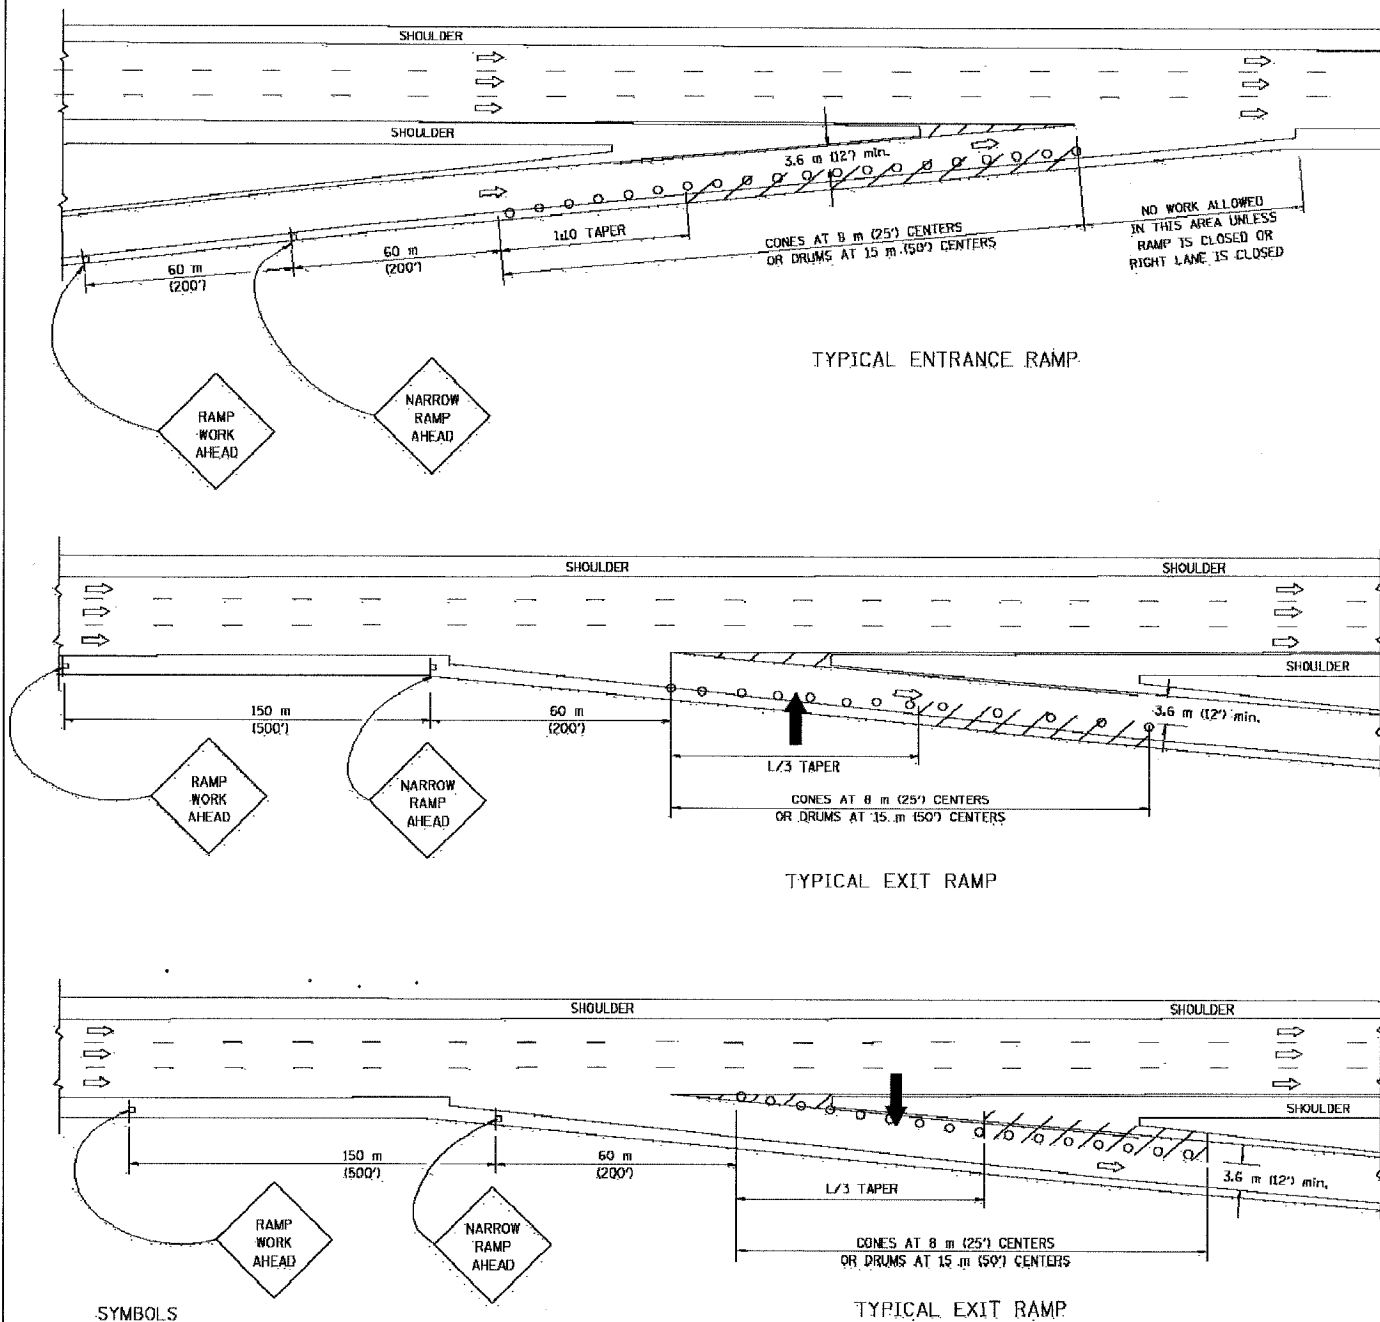 SHOULDER
SHOULDER
3.6 m (12') min.
1:10 TAPER
60 m
(200')
60 m
(200')
CONES AT 8 m (25') CENTERS
OR DRUMS AT 15 m (50') CENTERS
NO WORK ALLOWED
IN THIS AREA UNLESS
RAMP IS CLOSED OR
RIGHT LANE IS CLOSED
TYPICAL ENTRANCE RAMP
RAMP
WORK
AHEAD
NARROW
RAMP
AHEAD
SHOULDER
SHOULDER
SHOULDER
150 m
(500')
60 m
(200')
3.6 m (12') min.
L/3 TAPER
RAMP
WORK
AHEAD
NARROW
RAMP
AHEAD
CONES AT 8 m (25') CENTERS
OR DRUMS AT 15 m (50') CENTERS
TYPICAL EXIT RAMP
SHOULDER
SHOULDER
SHOULDER
150 m
(500')
60 m
(200')
3.6 m (12') min.
L/3 TAPER
RAMP
WORK
AHEAD
NARROW
RAMP
AHEAD
CONES AT 8 m (25') CENTERS
OR DRUMS AT 15 m (50') CENTERS
TYPICAL EXIT RAMP
SYMBOLS